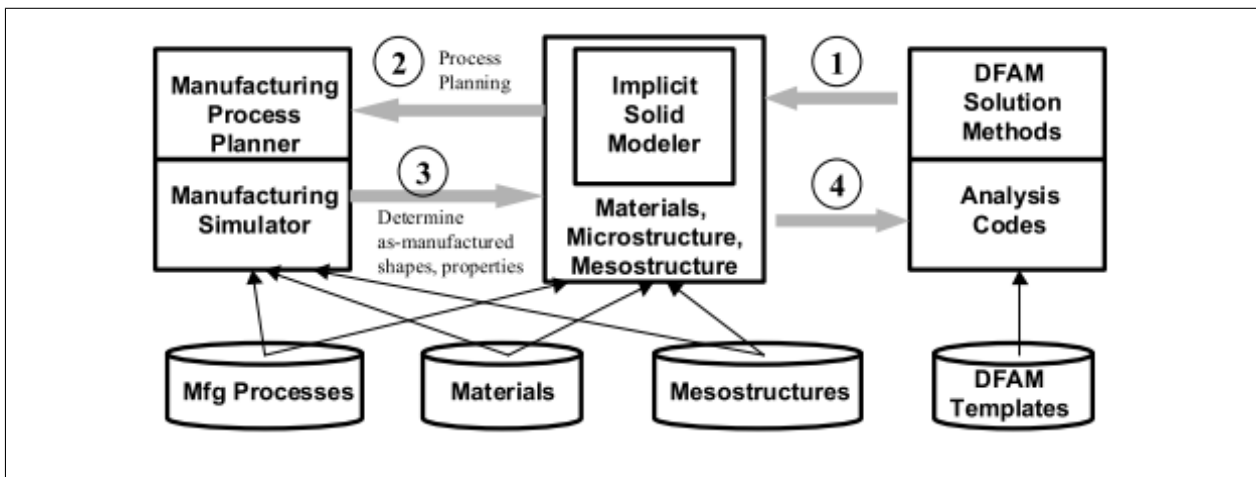 Manufacturing
Process
Planner
2
Process
Planning
Implicit
Solid
Modeler
1
DFAM
Solution
Methods
Manufacturing
Simulator
3
Determine
as-manufactured
shapes, properties
Materials,
Microstructure,
Mesostructure
4
Analysis
Codes
Mfg Processes
Materials
Mesostructures
DFAM
Templates